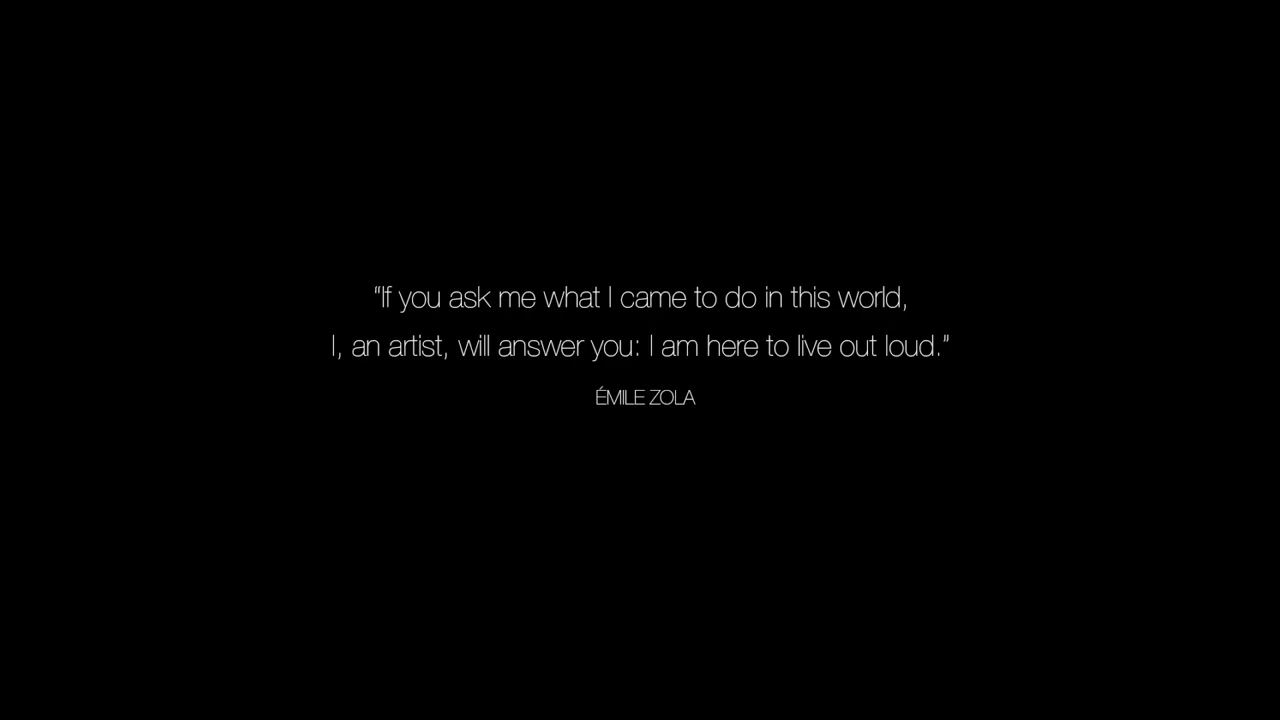 “If you ask me what I came to do in this world,
I, an artist, will answer you: I am here to live out loud.”
ÉMILE ZOLA